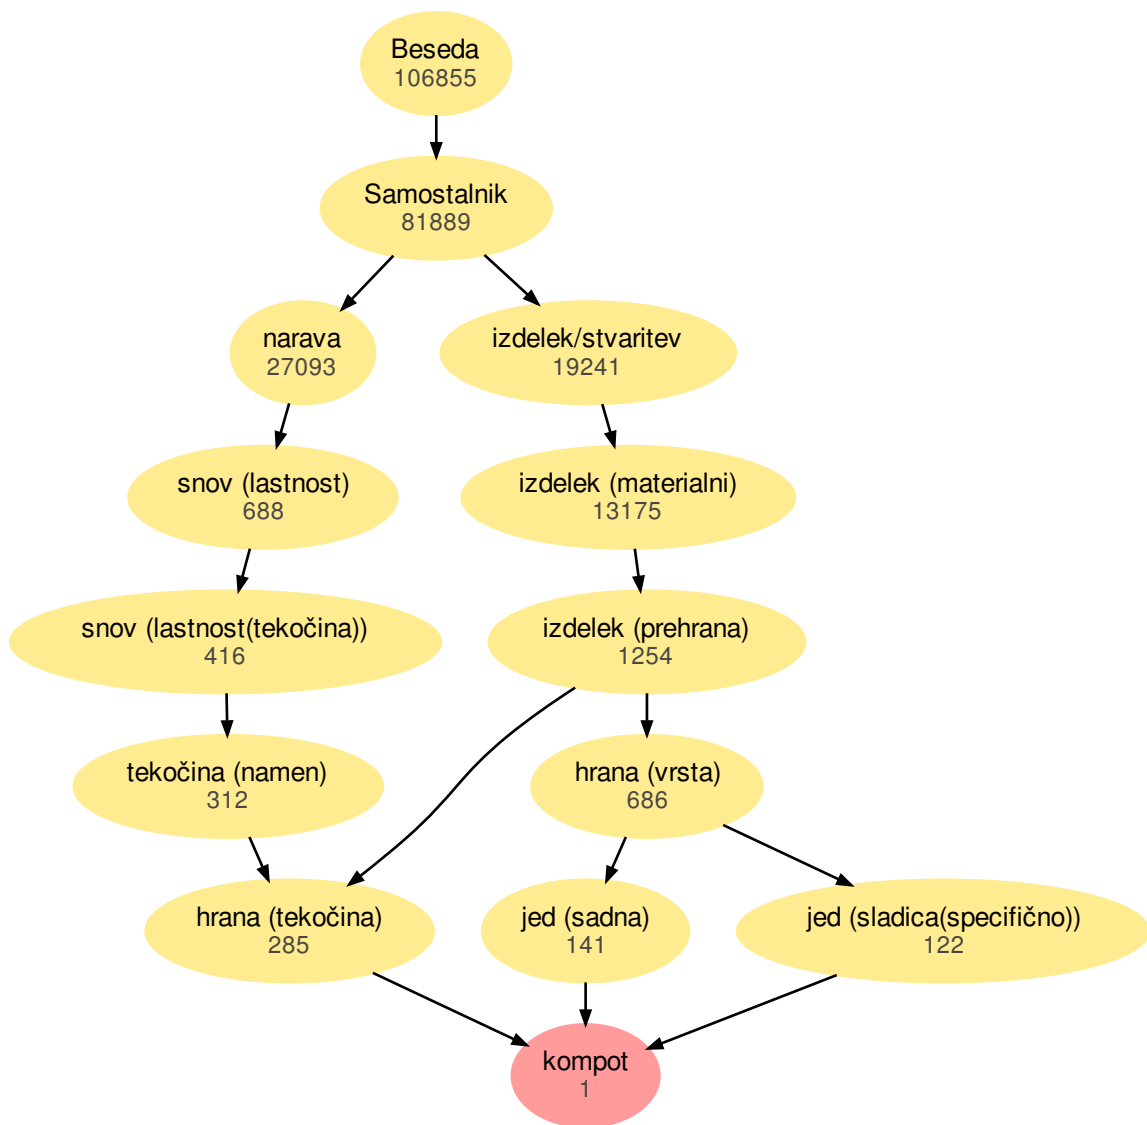 Beseda
106855
Samostalnik
81889
narava
27093
izdelek/stvaritev
19241
snov (lastnost)
688
izdelek (materialni)
13175
snov (lastnost(tekočina))
416
izdelek (prehrana)
1254
tekočina (namen)
312
hrana (vrsta)
686
hrana (tekočina)
285
jed (sadna)
141
jed (sladica(specifično))
122
kompot
1